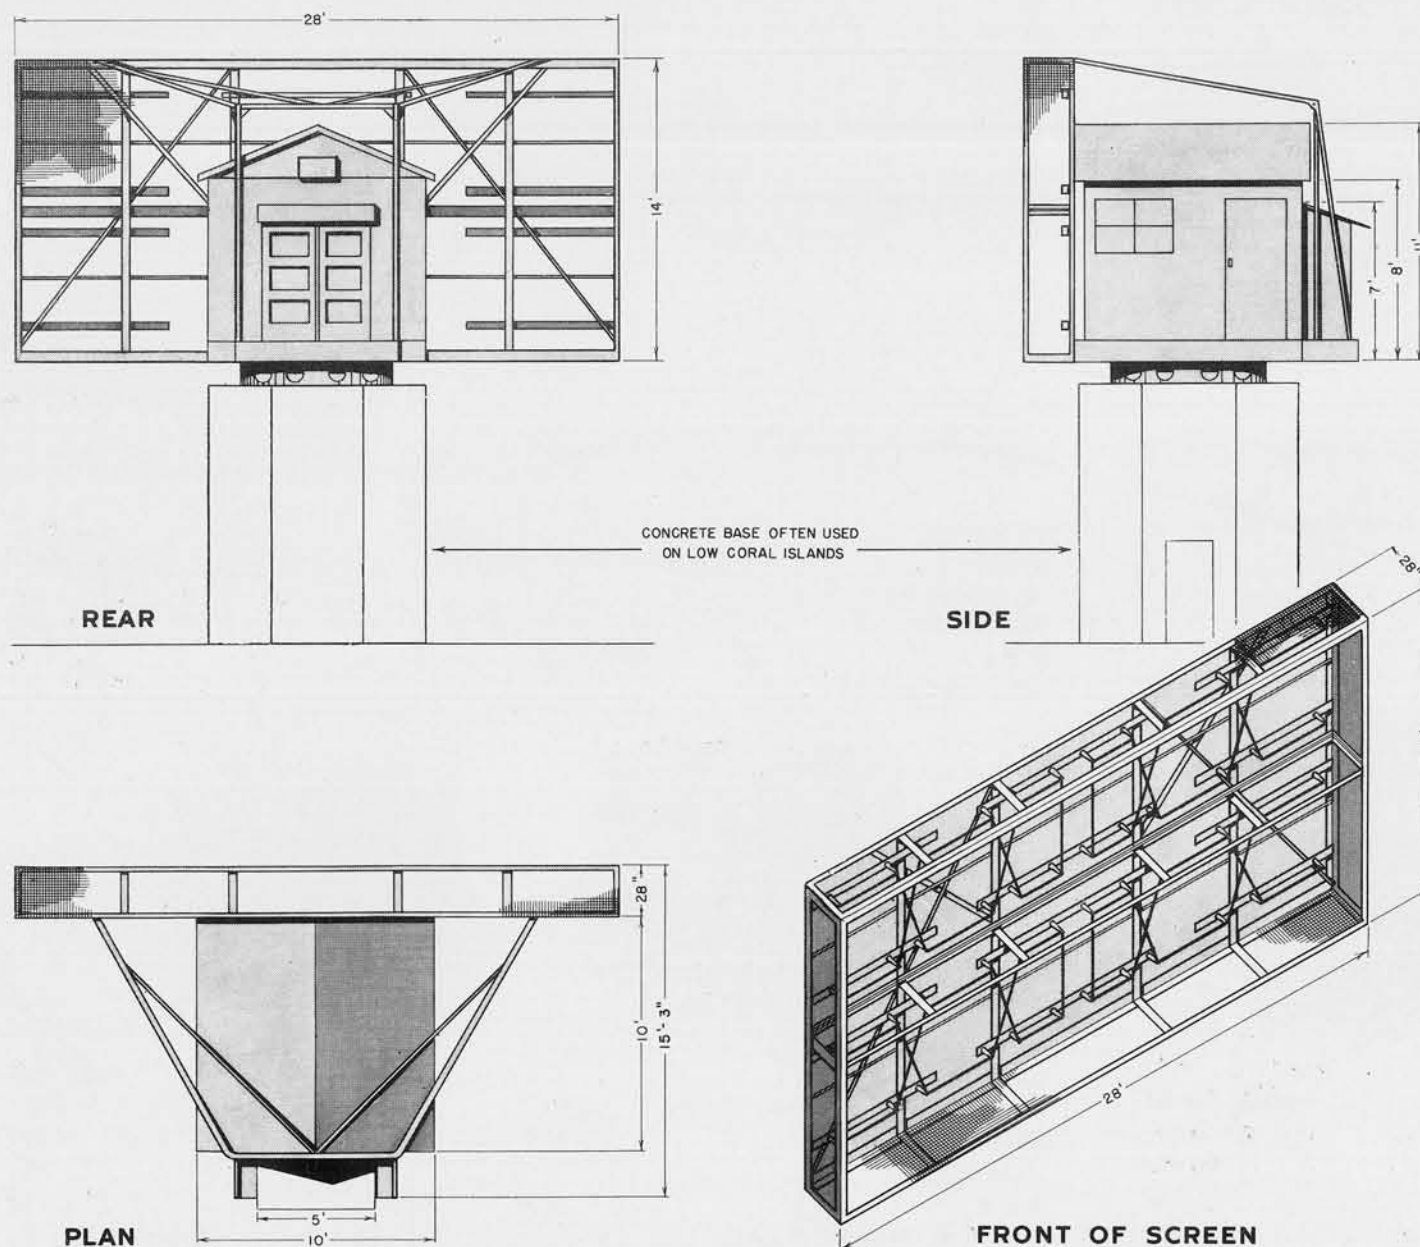 28'
14'
11'
8'
7'
CONCRETE BASE OFTEN USED
ON LOW CORAL ISLANDS
REAR
SIDE
28"
28"
10'
15'-3"
5'
10'
PLAN
28'
FRONT OF SCREEN